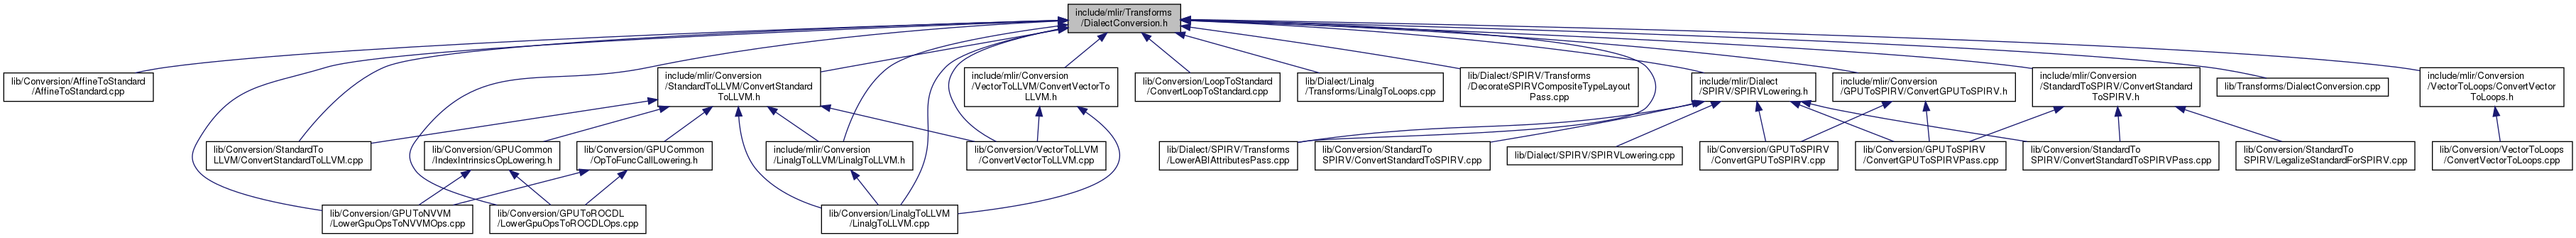 include/mlir/Transforms
/DialectConversion.h
lib/Conversion/AffineToStandard
/AffineToStandard.cpp
include/mlir/Conversion
/StandardToLLVM/ConvertStandard
ToLLVM.h
include/mlir/Conversion
/VectorToLLVM/ConvertVectorTo
LLVM.h
lib/Conversion/LoopToStandard
/ConvertLoopToStandard.cpp
lib/Dialect/Linalg
/Transforms/LinalgToLoops.cpp
lib/Dialect/SPIRV/Transforms
/DecorateSPIRVCompositeTypeLayout
Pass.cpp
include/mlir/Dialect
/SPIRV/SPIRVLowering.h
include/mlir/Conversion
/GPUToSPIRV/ConvertGPUToSPIRV.h
include/mlir/Conversion
/StandardToSPIRV/ConvertStandard
ToSPIRV.h
lib/Transforms/DialectConversion.cpp
include/mlir/Conversion
/VectorToLoops/ConvertVector
ToLoops.h
lib/Conversion/StandardTo
LLVM/ConvertStandardToLLVM.cpp
lib/Conversion/GPUCommon
/IndexIntrinsicsOpLowering.h
lib/Conversion/GPUCommon
/OpToFuncCallLowering.h
include/mlir/Conversion
/LinalgToLLVM/LinalgToLLVM.h
lib/Conversion/VectorToLLVM
/ConvertVectorToLLVM.cpp
lib/Dialect/SPIRV/Transforms
/LowerABIAttributesPass.cpp
lib/Conversion/StandardTo
SPIRV/ConvertStandardToSPIRV.cpp
lib/Dialect/SPIRV/SPIRVLowering.cpp
lib/Conversion/GPUToSPIRV
/ConvertGPUToSPIRV.cpp
lib/Conversion/GPUToSPIRV
/ConvertGPUToSPIRVPass.cpp
lib/Conversion/StandardTo
SPIRV/ConvertStandardToSPIRVPass.cpp
lib/Conversion/StandardTo
SPIRV/LegalizeStandardForSPIRV.cpp
lib/Conversion/VectorToLoops
/ConvertVectorToLoops.cpp
lib/Conversion/GPUToNVVM
/LowerGpuOpsToNVVMOps.cpp
lib/Conversion/GPUToROCDL
/LowerGpuOpsToROCDLOps.cpp
lib/Conversion/LinalgToLLVM
/LinalgToLLVM.cpp